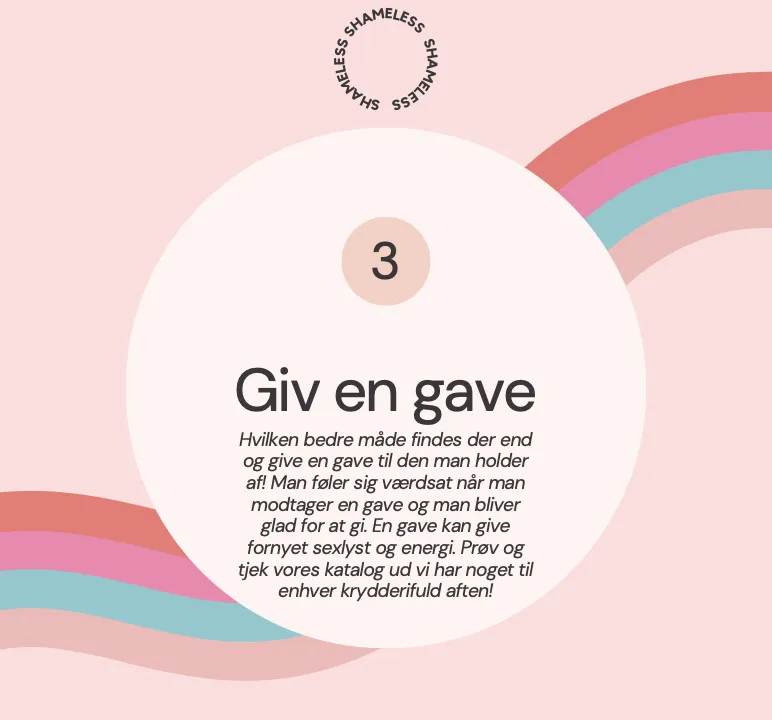 SHAMELESS SHAMELESS SHAMELESS
3
Giv en gave
Hvilken bedre måde findes der end
og give en gave til den man holder
af! Man føler sig værdsat når man
modtager en gave og man bliver
glad for at gi. En gave kan give
fornyet sexlyst og energi. Prøv og
tjek vores katalog ud vi har noget til
enhver krydderifuld aften!